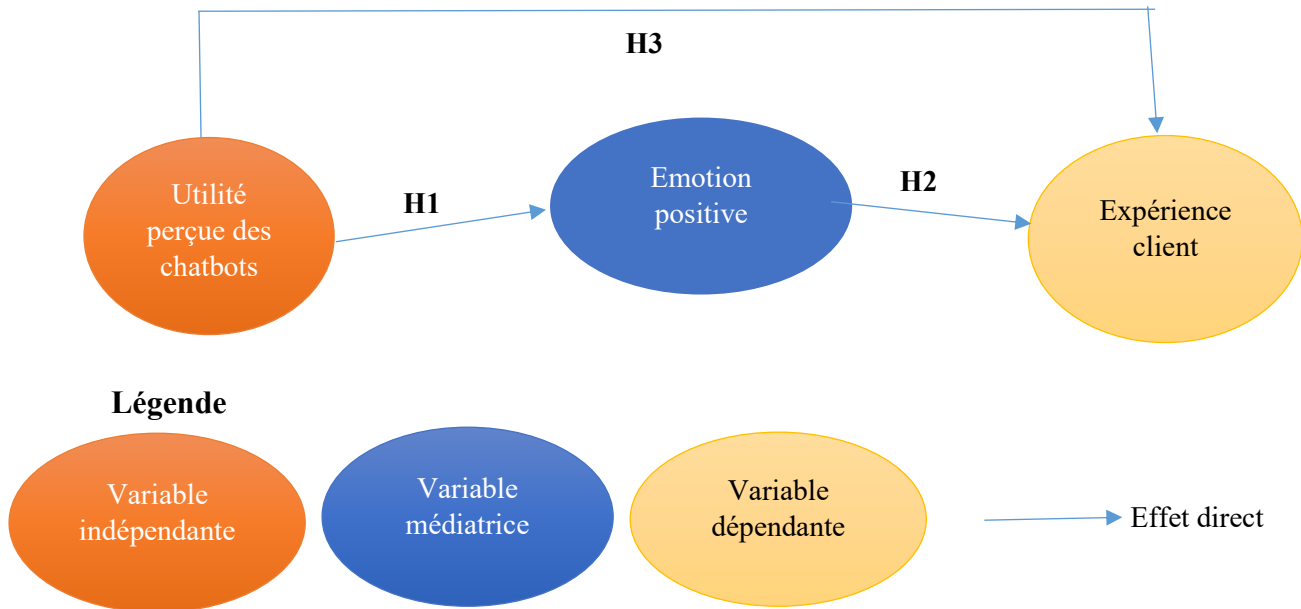 H3
Utilité
perçue des
chatbots
H1
Emotion
positive
H2
Expérience
client
Légende
Variable
indépendante
Variable
médiatrice
Variable
dépendante
Effet direct